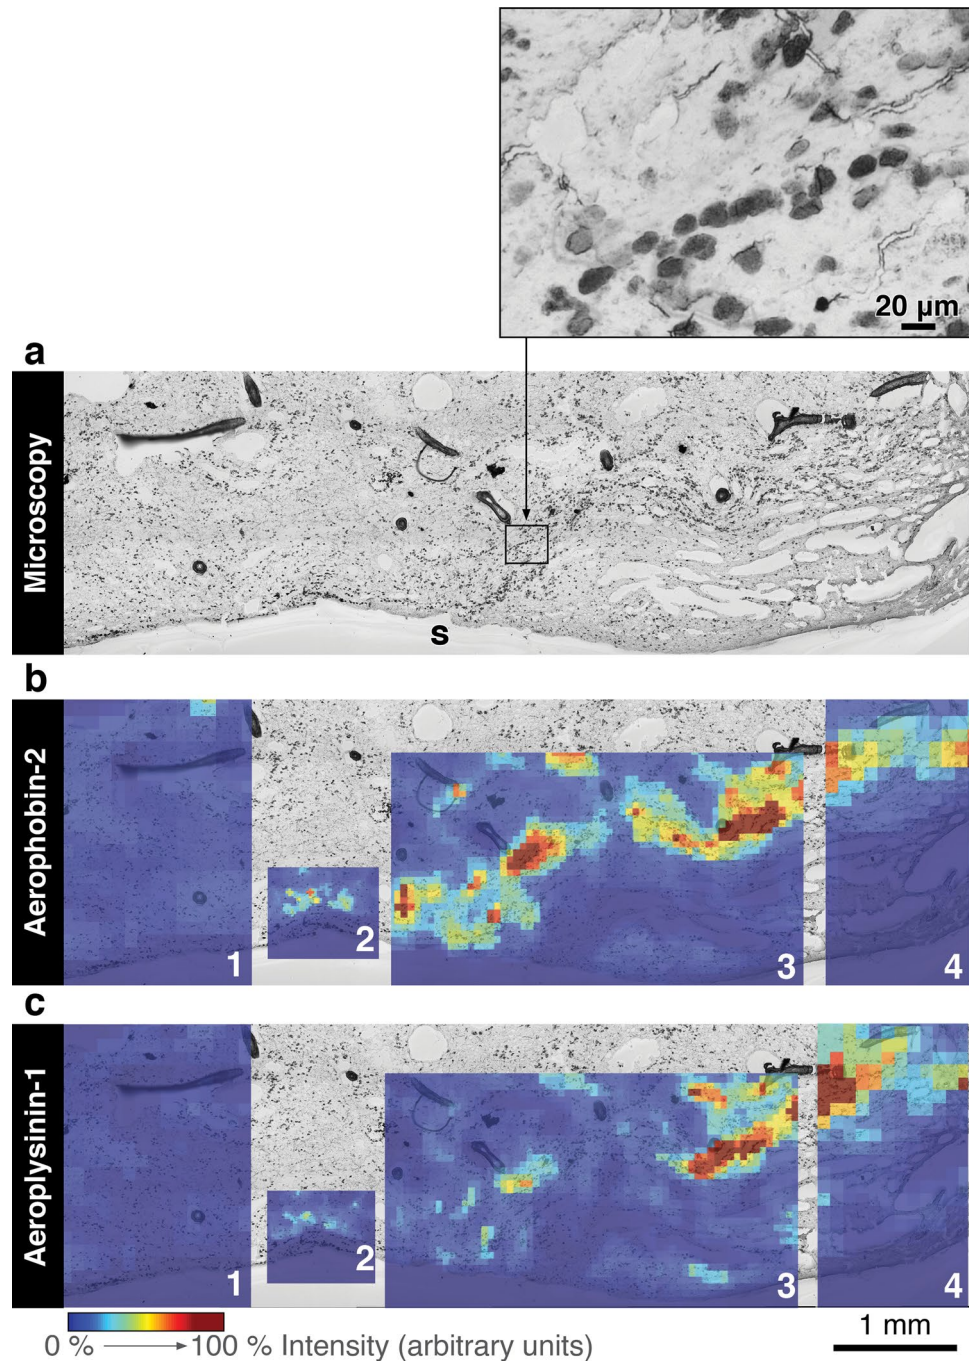 20 µm
a
Microscopy
s
b
Aerophobin-2
1
2
3
4
c
Aeroplysinin-1
1
2
3
4
0 % → 100 % Intensity (arbitrary units)
1 mm